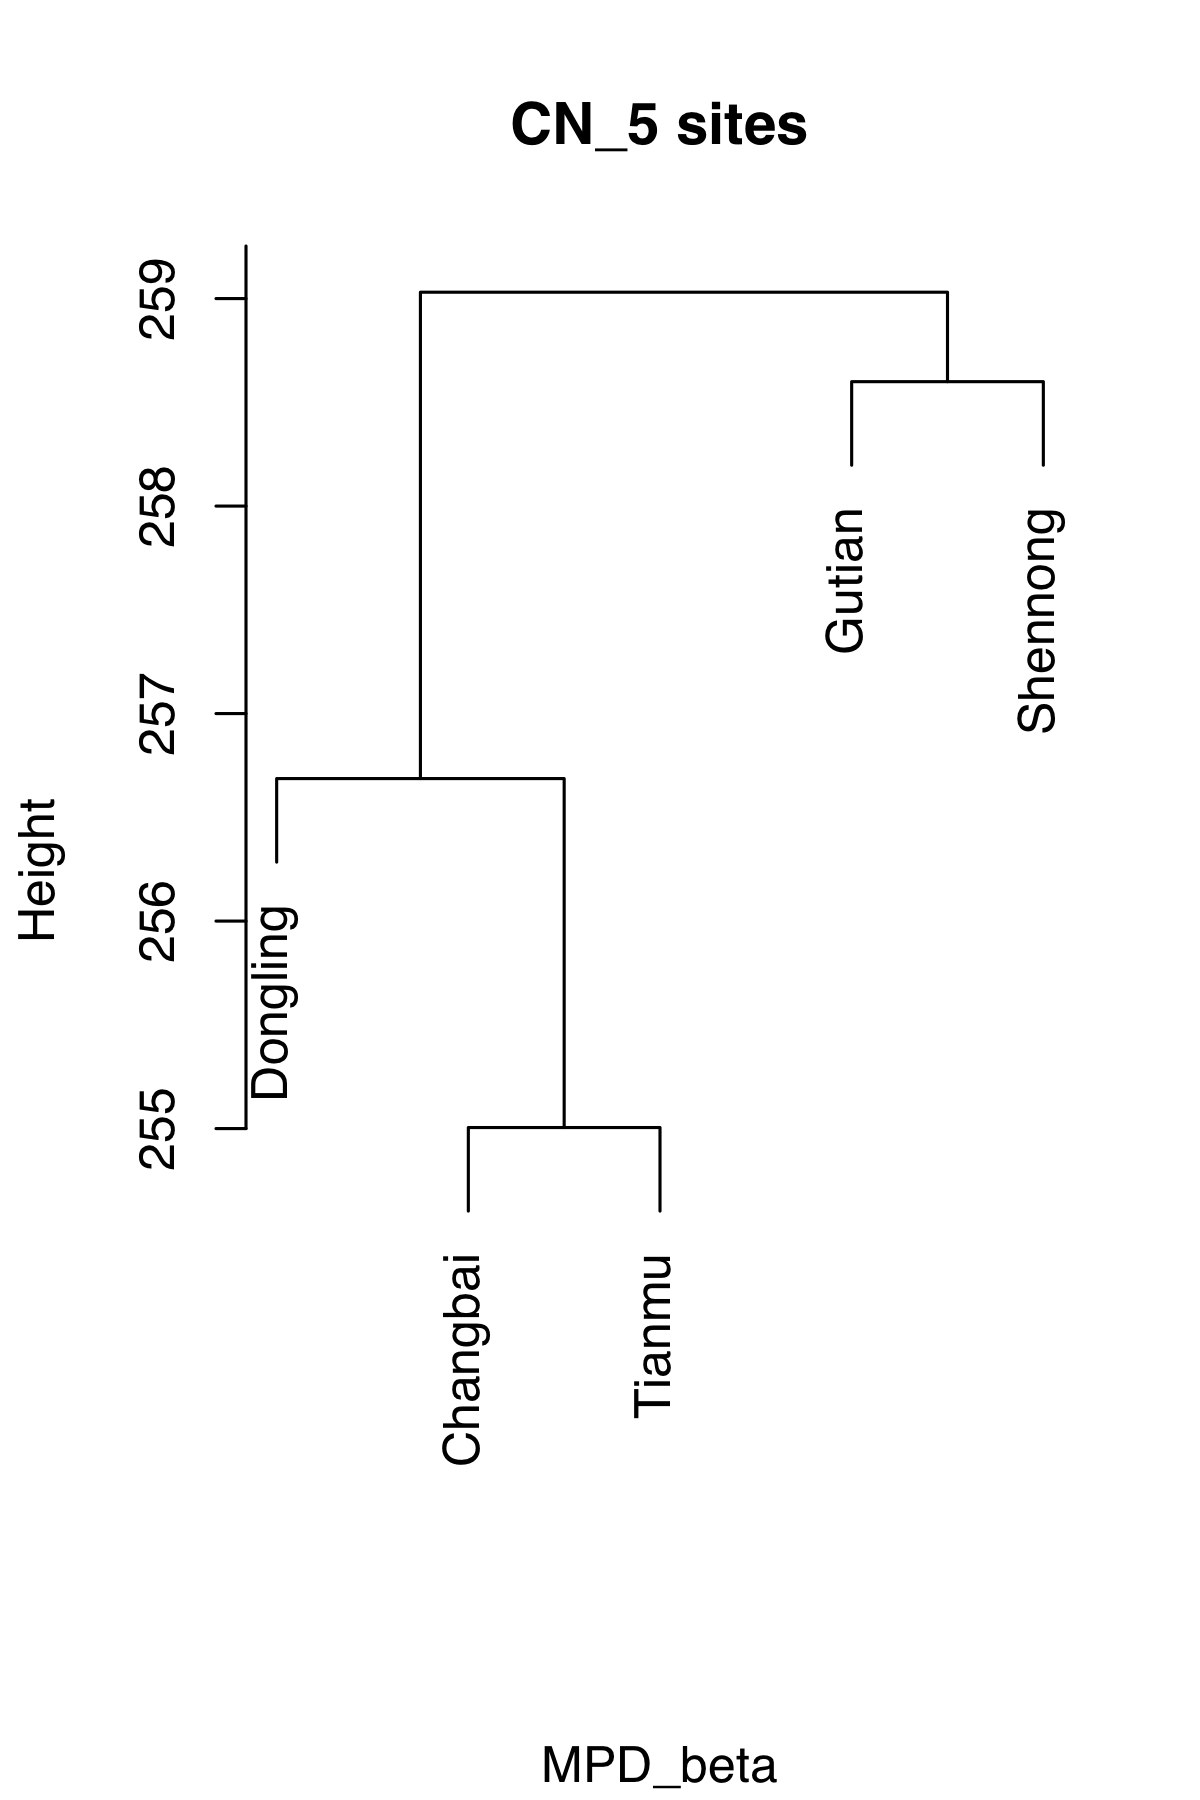 CN_5 sites
Height
259
258
257
256
255
Gutian
Shennong
Dongling
Changbai
Tianmu
MPD_beta